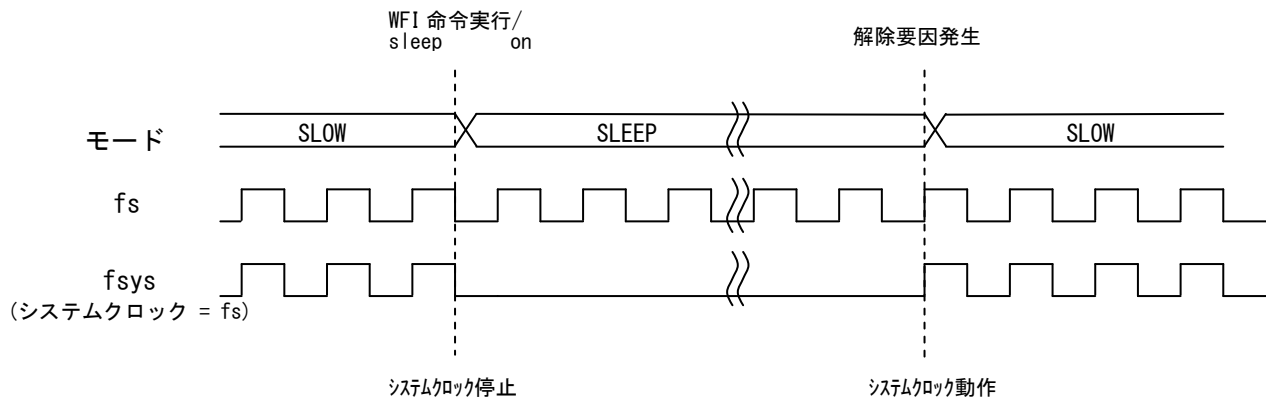 WFI 命令実行/
sleep on
解除要因発生
モード
SLOW
SLEEP
SLOW
fs
fsys
(システムクロック = fs)
システムクロック停止
システムクロック動作